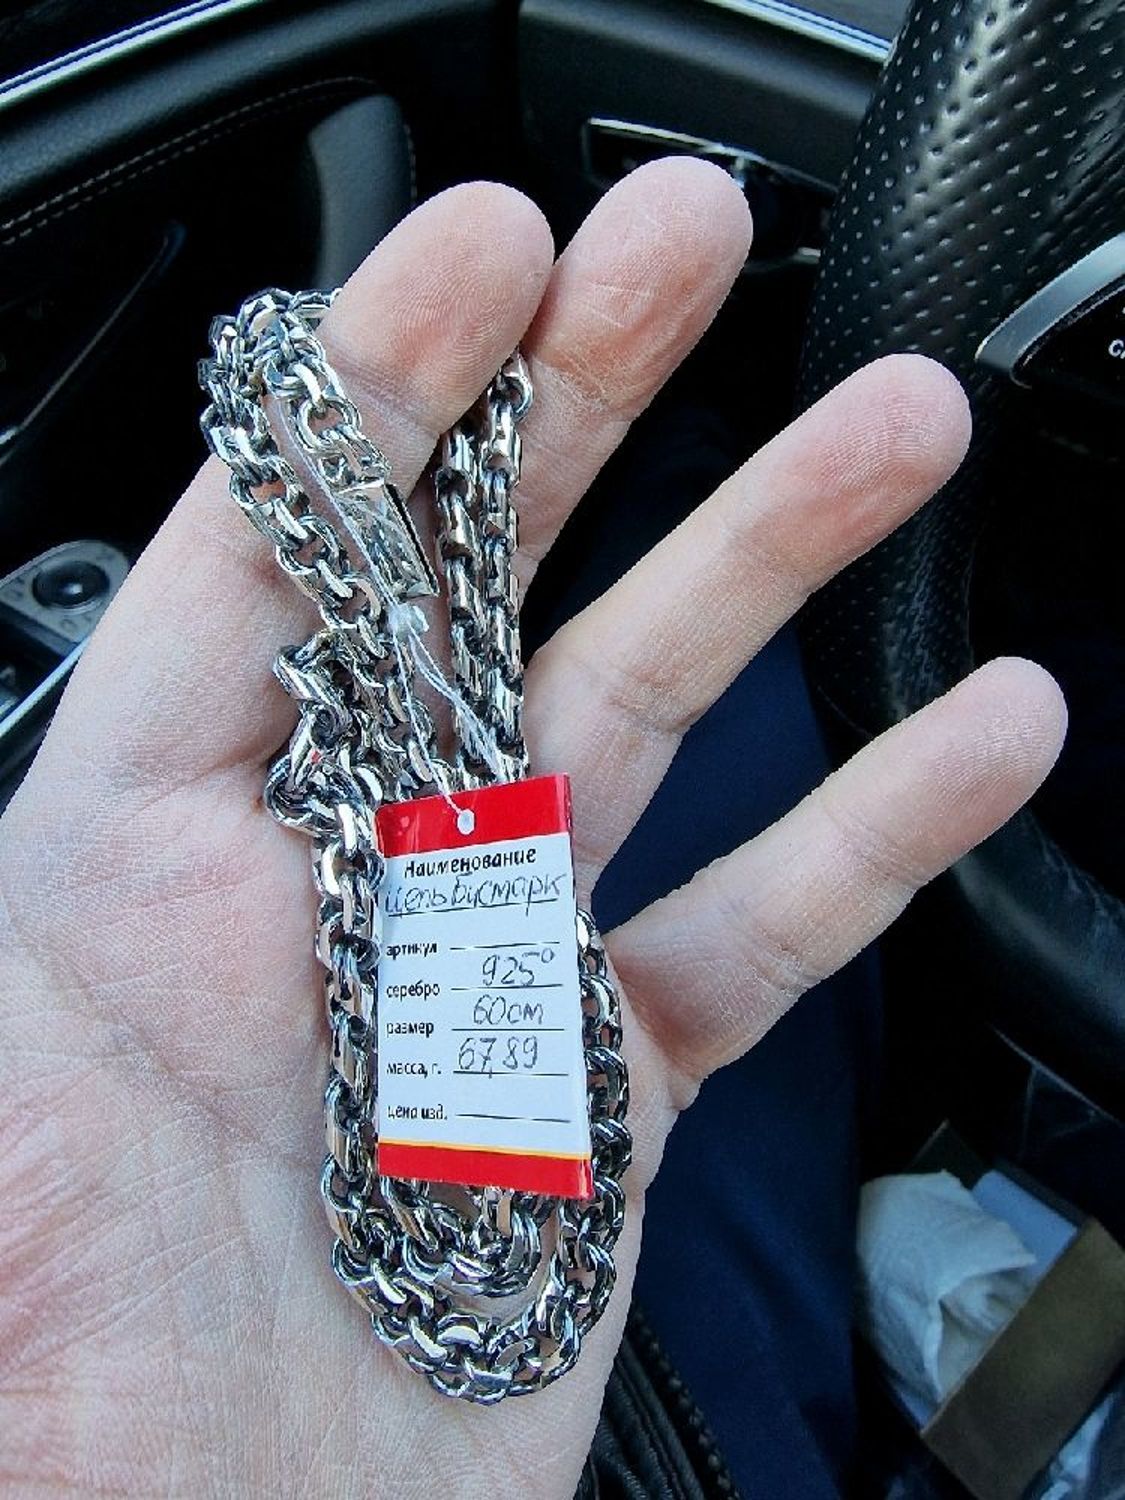 Наименование
Цепь Бисмарк
артикул
серебро 925°
размер 60см
масса, г. 67,89
цена изд.